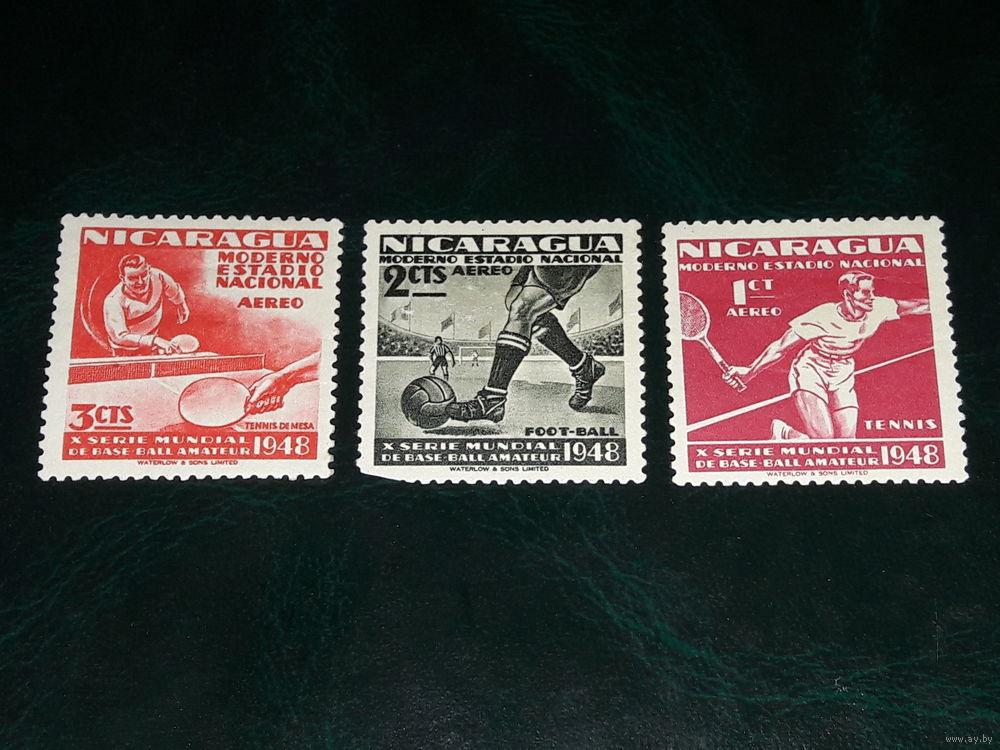 NICARAGUA
MODERNO
ESTADIO
NACIONAL
AEREO
3CTS
TENNIS DE MESA
X SERIE MUNDIAL
DE BASE-BALL AMATEUR 1948
WATERLOW & SONS LIMITED
NICARAGUA
MODERNO ESTADIO NACIONAL
2CTS AEREO
FOOT-BALL
X SERIE MUNDIAL
DE BASE-BALL AMATEUR 1948
WATERLOW & SONS LIMITED
NICARAGUA
MODERNO ESTADIO NACIONAL
1CT
AEREO
TENNIS
X SERIE MUNDIAL
DE BASE-BALL AMATEUR 1948
WATERLOW & SONS LIMITED
www.ay.by